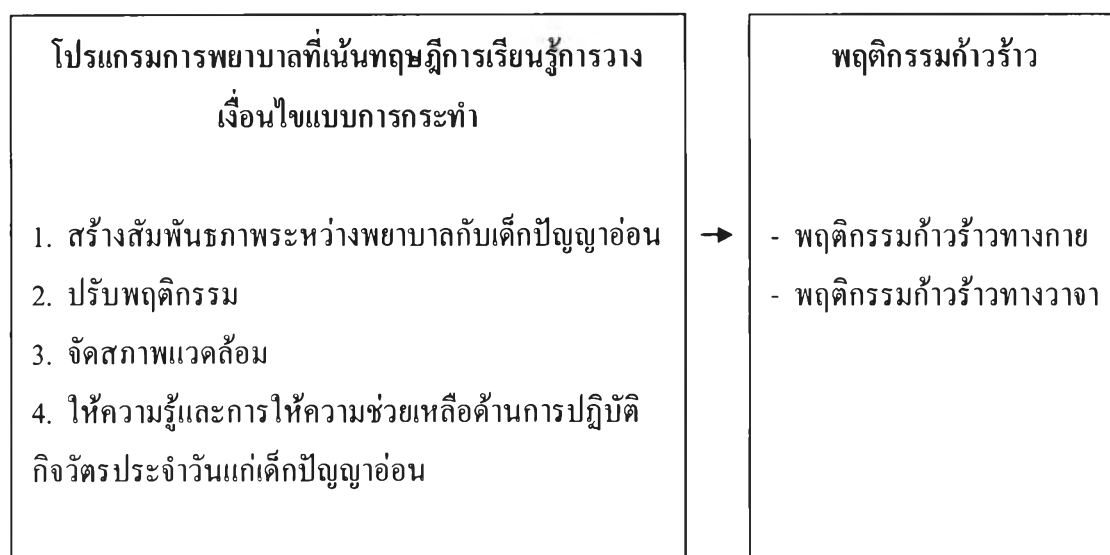 โปรแกรมการพยาบาลที่เน้นทฤษฎีการเรียนรู้การวาง
เงื่อนไขแบบการกระทำ
1. สร้างสัมพันธภาพระหว่างพยาบาลกับเด็กปัญญาอ่อน
2. ปรับพฤติกรรม
3. จัดสภาพแวดล้อม
4. ให้ความรู้และการให้ความช่วยเหลือด้านการปฏิบัติ
กิจวัตรประจำวันแก่เด็กปัญญาอ่อน
พฤติกรรมก้าวร้าว
- พฤติกรรมก้าวร้าวทางกาย
- พฤติกรรมก้าวร้าวทางวาจา